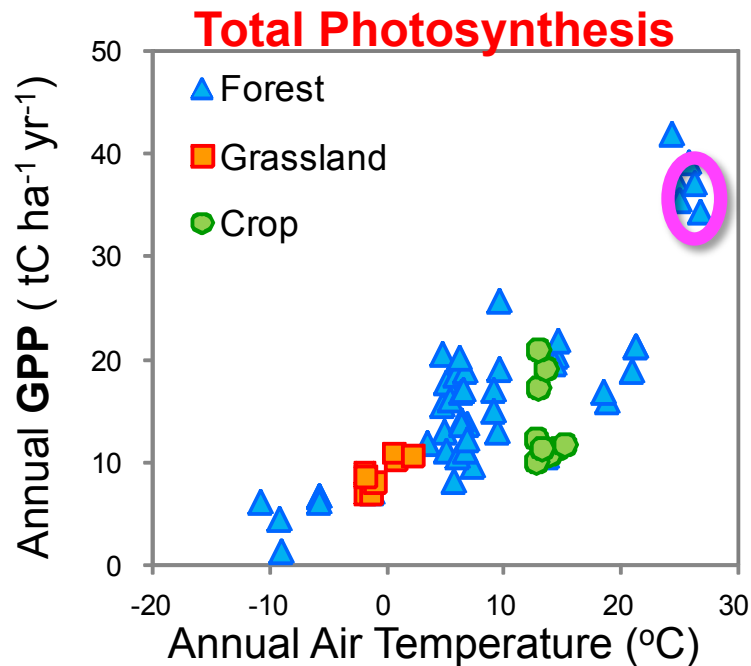 Total Photosynthesis
50
40
30
20
10
0
Forest
Grassland
Crop
-20 -10 0 10 20 30
Annual GPP ( tC ha⁻¹ yr⁻¹)
Annual Air Temperature (ºC)